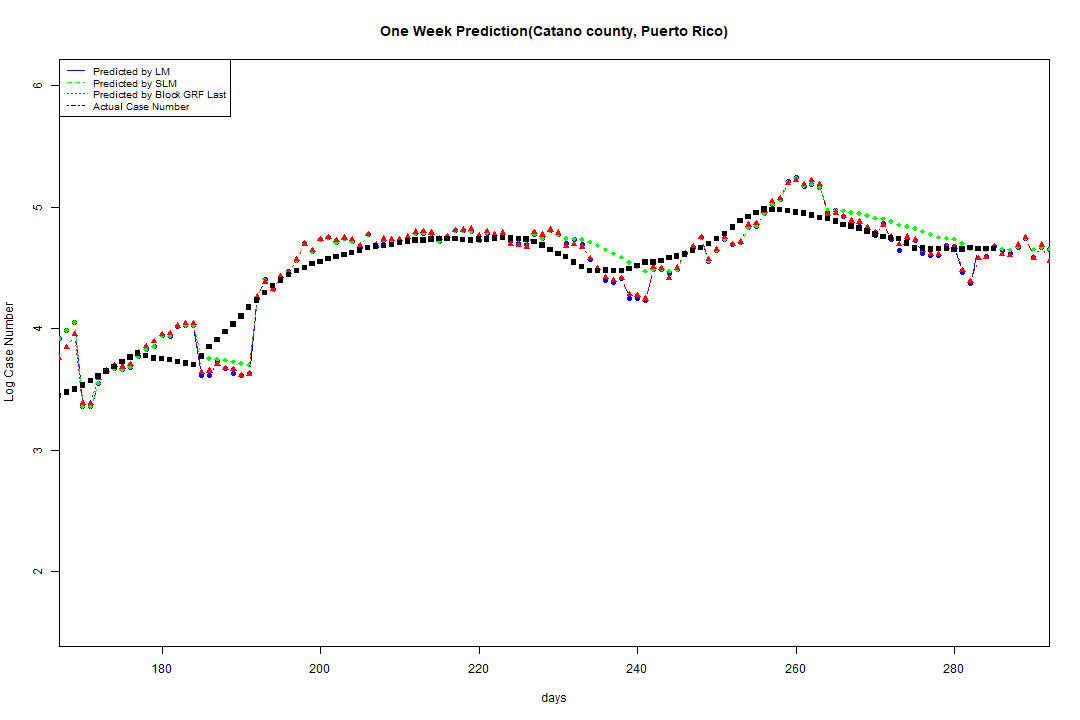 One Week Prediction(Catano county, Puerto Rico)
Predicted by LM
Predicted by SLM
Predicted by Block GRF Last
Actual Case Number
6
5
4
3
2
Log Case Number
180 200 220 240 260 280
days